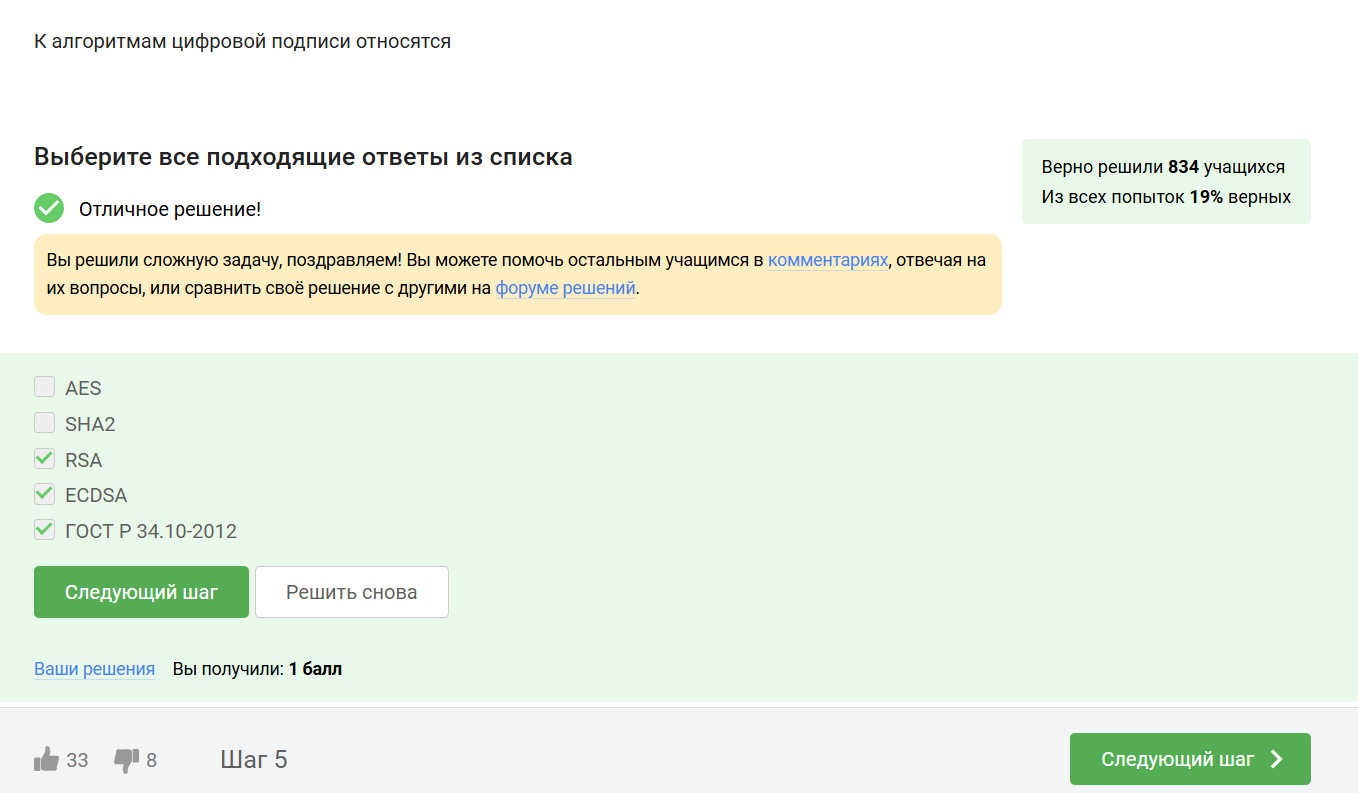 К алгоритмам цифровой подписи относятся
Выберите все подходящие ответы из списка
Верно решили 834 учащихся
Из всех попыток 19% верных
Отличное решение!
Вы решили сложную задачу, поздравляем! Вы можете помочь остальным учащимся в комментариях, отвечая на
их вопросы, или сравнить своё решение с другими на форуме решений.
AES
SHA2
RSA
ECDSA
ГОСТ Р 34.10-2012
Следующий шаг
Решить снова
Ваши решения Вы получили: 1 балл
33 8 Шаг 5
Следующий шаг